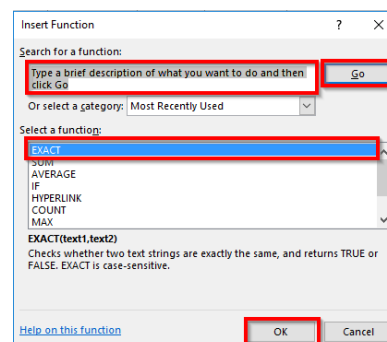 Insert Function ? ✕
Search for a function:
Type a brief description of what you want to do and then
click Go
Go
Or select a category: Most Recently Used
Select a function:
EXACT
SUM
AVERAGE
IF
HYPERLINK
COUNT
MAX
EXACT(text1,text2)
Checks whether two text strings are exactly the same, and returns TRUE or
FALSE. EXACT is case-sensitive.
Help on this function OK Cancel